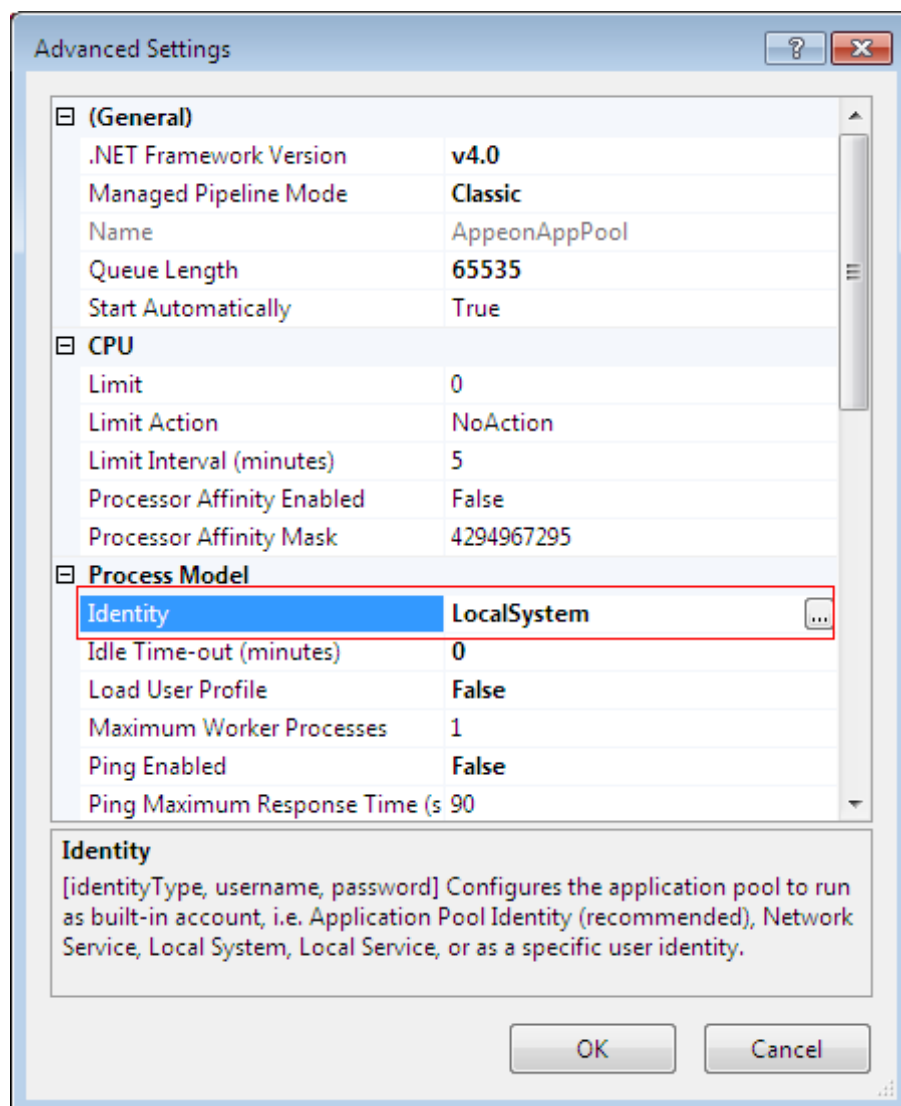 Advanced Settings
(General)
.NET Framework Version v4.0
Managed Pipeline Mode Classic
Name AppeonAppPool
Queue Length 65535
Start Automatically True
CPU
Limit 0
Limit Action NoAction
Limit Interval (minutes) 5
Processor Affinity Enabled False
Processor Affinity Mask 4294967295
Process Model
Identity LocalSystem ...
Idle Time-out (minutes) 0
Load User Profile False
Maximum Worker Processes 1
Ping Enabled False
Ping Maximum Response Time (s 90
Identity
[identityType, username, password] Configures the application pool to run
as built-in account, i.e. Application Pool Identity (recommended), Network
Service, Local System, Local Service, or as a specific user identity.
OK Cancel